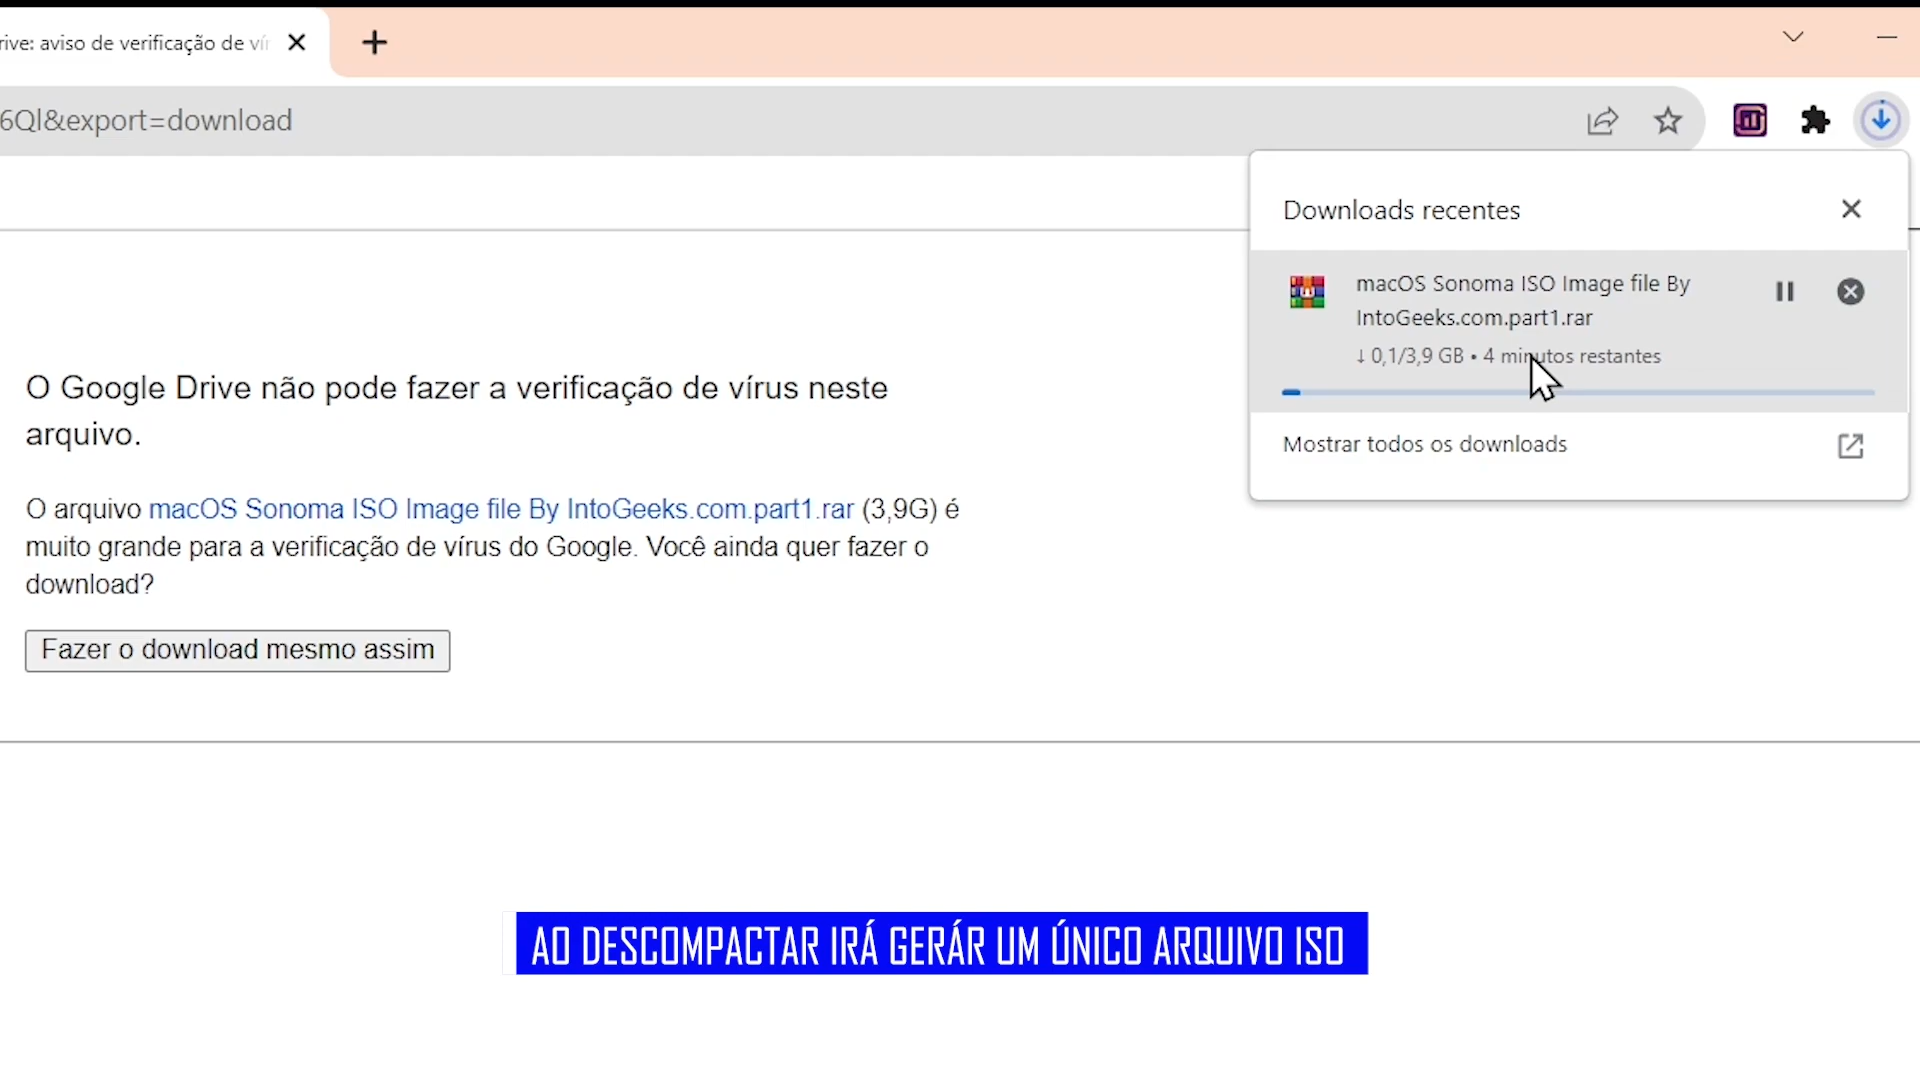 rive: aviso de verificação de ví
6Ql&export=download
Downloads recentes
macOS Sonoma ISO Image file By
IntoGeeks.com.part1.rar
↓ 0,1/3,9 GB • 4 minutos restantes
Mostrar todos os downloads
O Google Drive não pode fazer a verificação de vírus neste
arquivo.
O arquivo macOS Sonoma ISO Image file By IntoGeeks.com.part1.rar (3,9G) é
muito grande para a verificação de vírus do Google. Você ainda quer fazer o
download?
Fazer o download mesmo assim
AO DESCOMPACTAR IRÁ GERÁR UM ÚNICO ARQUIVO ISO